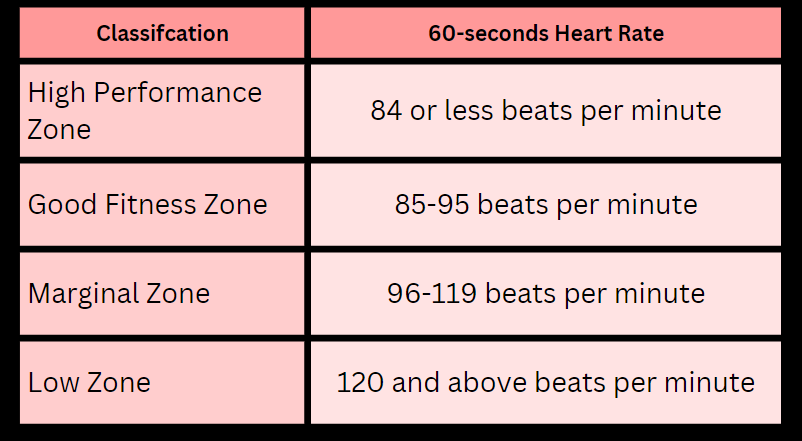 Classifcation
60-seconds Heart Rate
High Performance
Zone
84 or less beats per minute
Good Fitness Zone
85-95 beats per minute
Marginal Zone
96-119 beats per minute
Low Zone
120 and above beats per minute